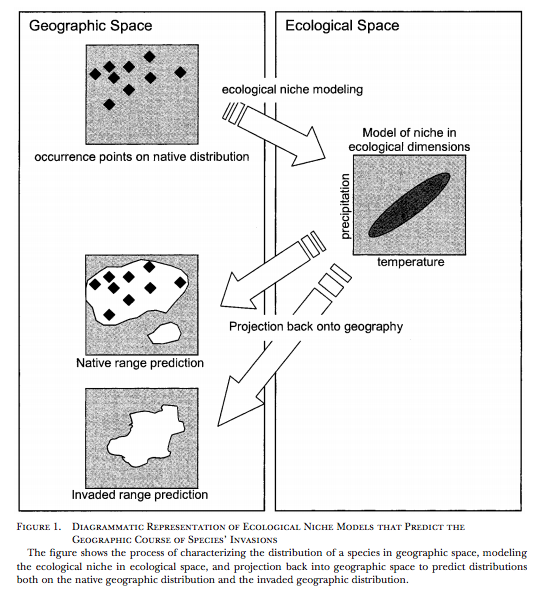 Geographic Space
Ecological Space
ecological niche modeling
occurrence points on native distribution
Model of niche in
ecological dimensions
precipitation
temperature
Projection back onto geography
Native range prediction
Invaded range prediction
Figure 1. Diagrammatic Representation of Ecological Niche Models that Predict the
Geographic Course of Species' Invasions
The figure shows the process of characterizing the distribution of a species in geographic space, modeling
the ecological niche in ecological space, and projection back into geographic space to predict distributions
both on the native geographic distribution and the invaded geographic distribution.